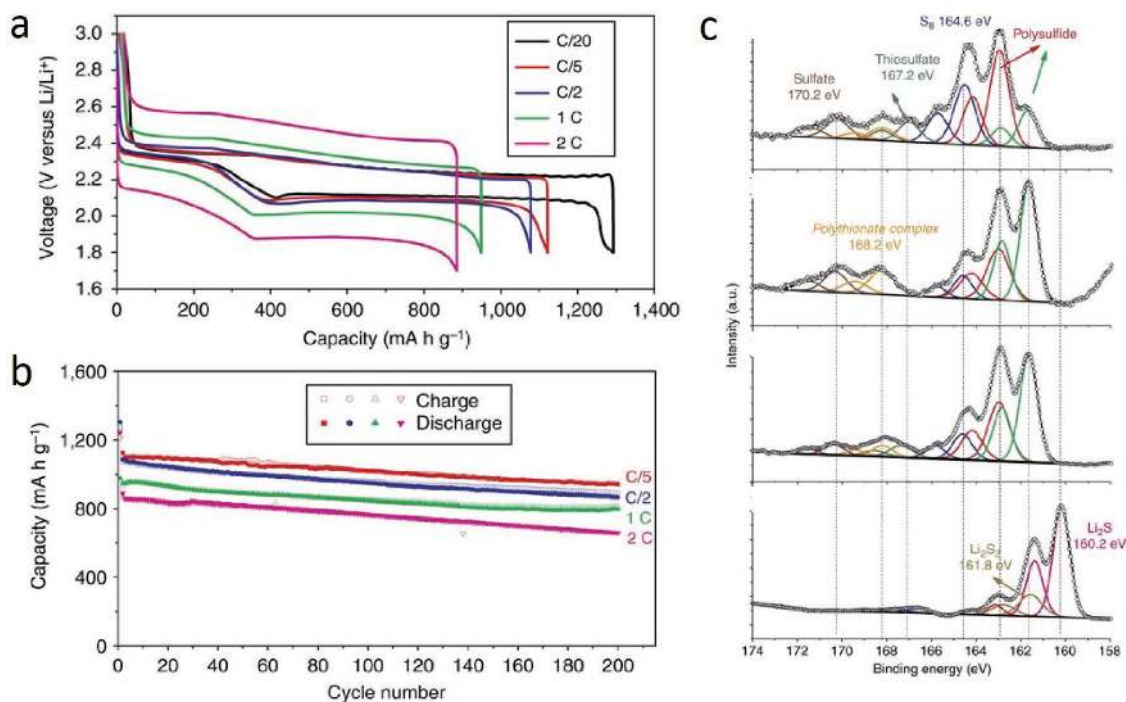 a
3.0
2.8
2.6
2.4
2.2
2.0
1.8
1.6
Voltage (V versus Li/Li⁺)
C/20
C/5
C/2
1 C
2 C
0 200 400 600 800 1,000 1,200 1,400
Capacity (mA h g⁻¹)
b
1,600
1,200
800
400
0
Capacity (mA h g⁻¹)
Charge
Discharge
C/5
C/2
1 C
2 C
0 20 40 60 80 100 120 140 160 180 200
Cycle number
c
S₈ 164.6 eV
Polysulfide
Thiosulfate
167.2 eV
Sulfate
170.2 eV
Polythionate complex
168.2 eV
Intensity (a.u.)
Li₂S
160.2 eV
Li₂S₂
161.8 eV
174 172 170 168 166 164 162 160 158
Binding energy (eV)